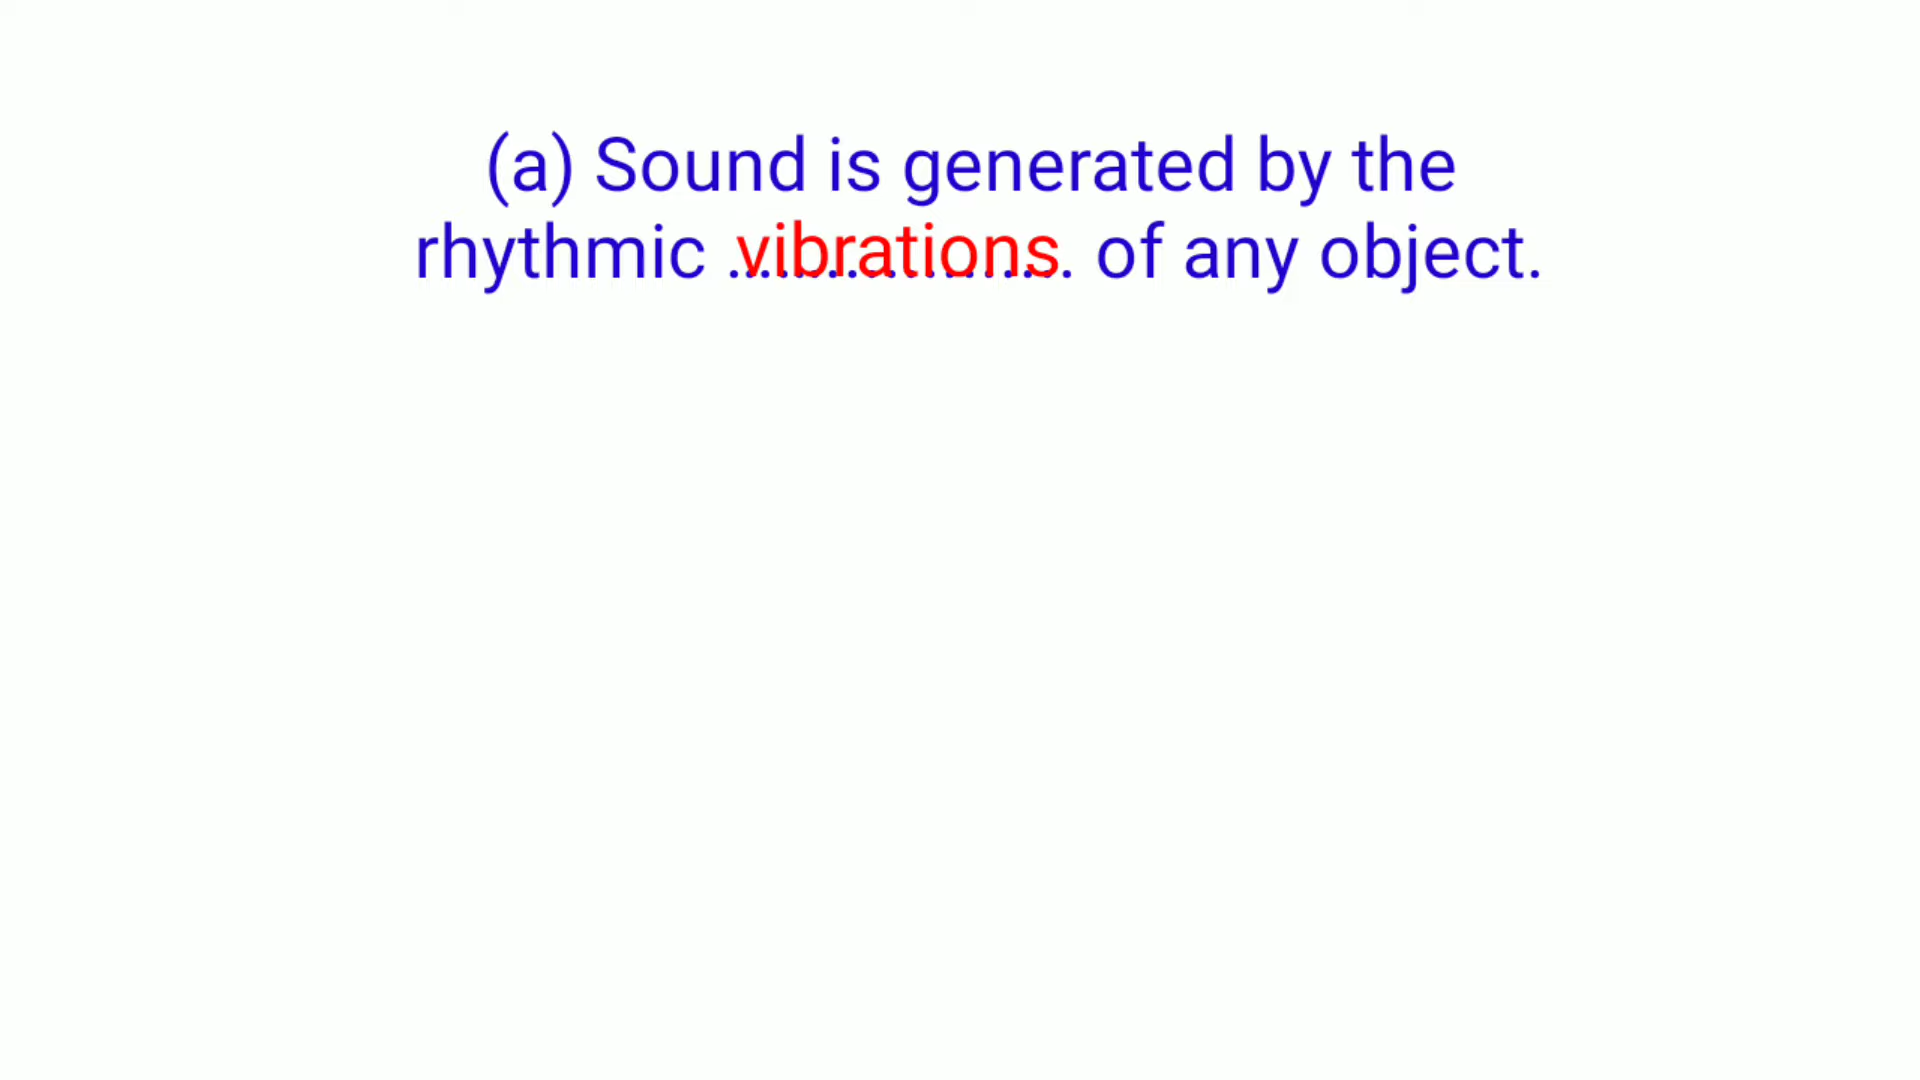 (a) Sound is generated by the
rhythmic vibrations of any object.